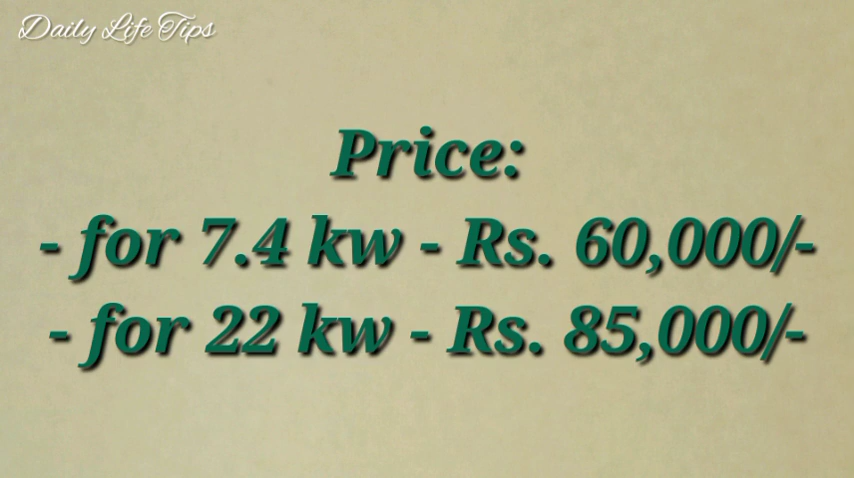 Daily Life Tips
Price:
- for 7.4 kw - Rs. 60,000/-
- for 22 kw - Rs. 85,000/-